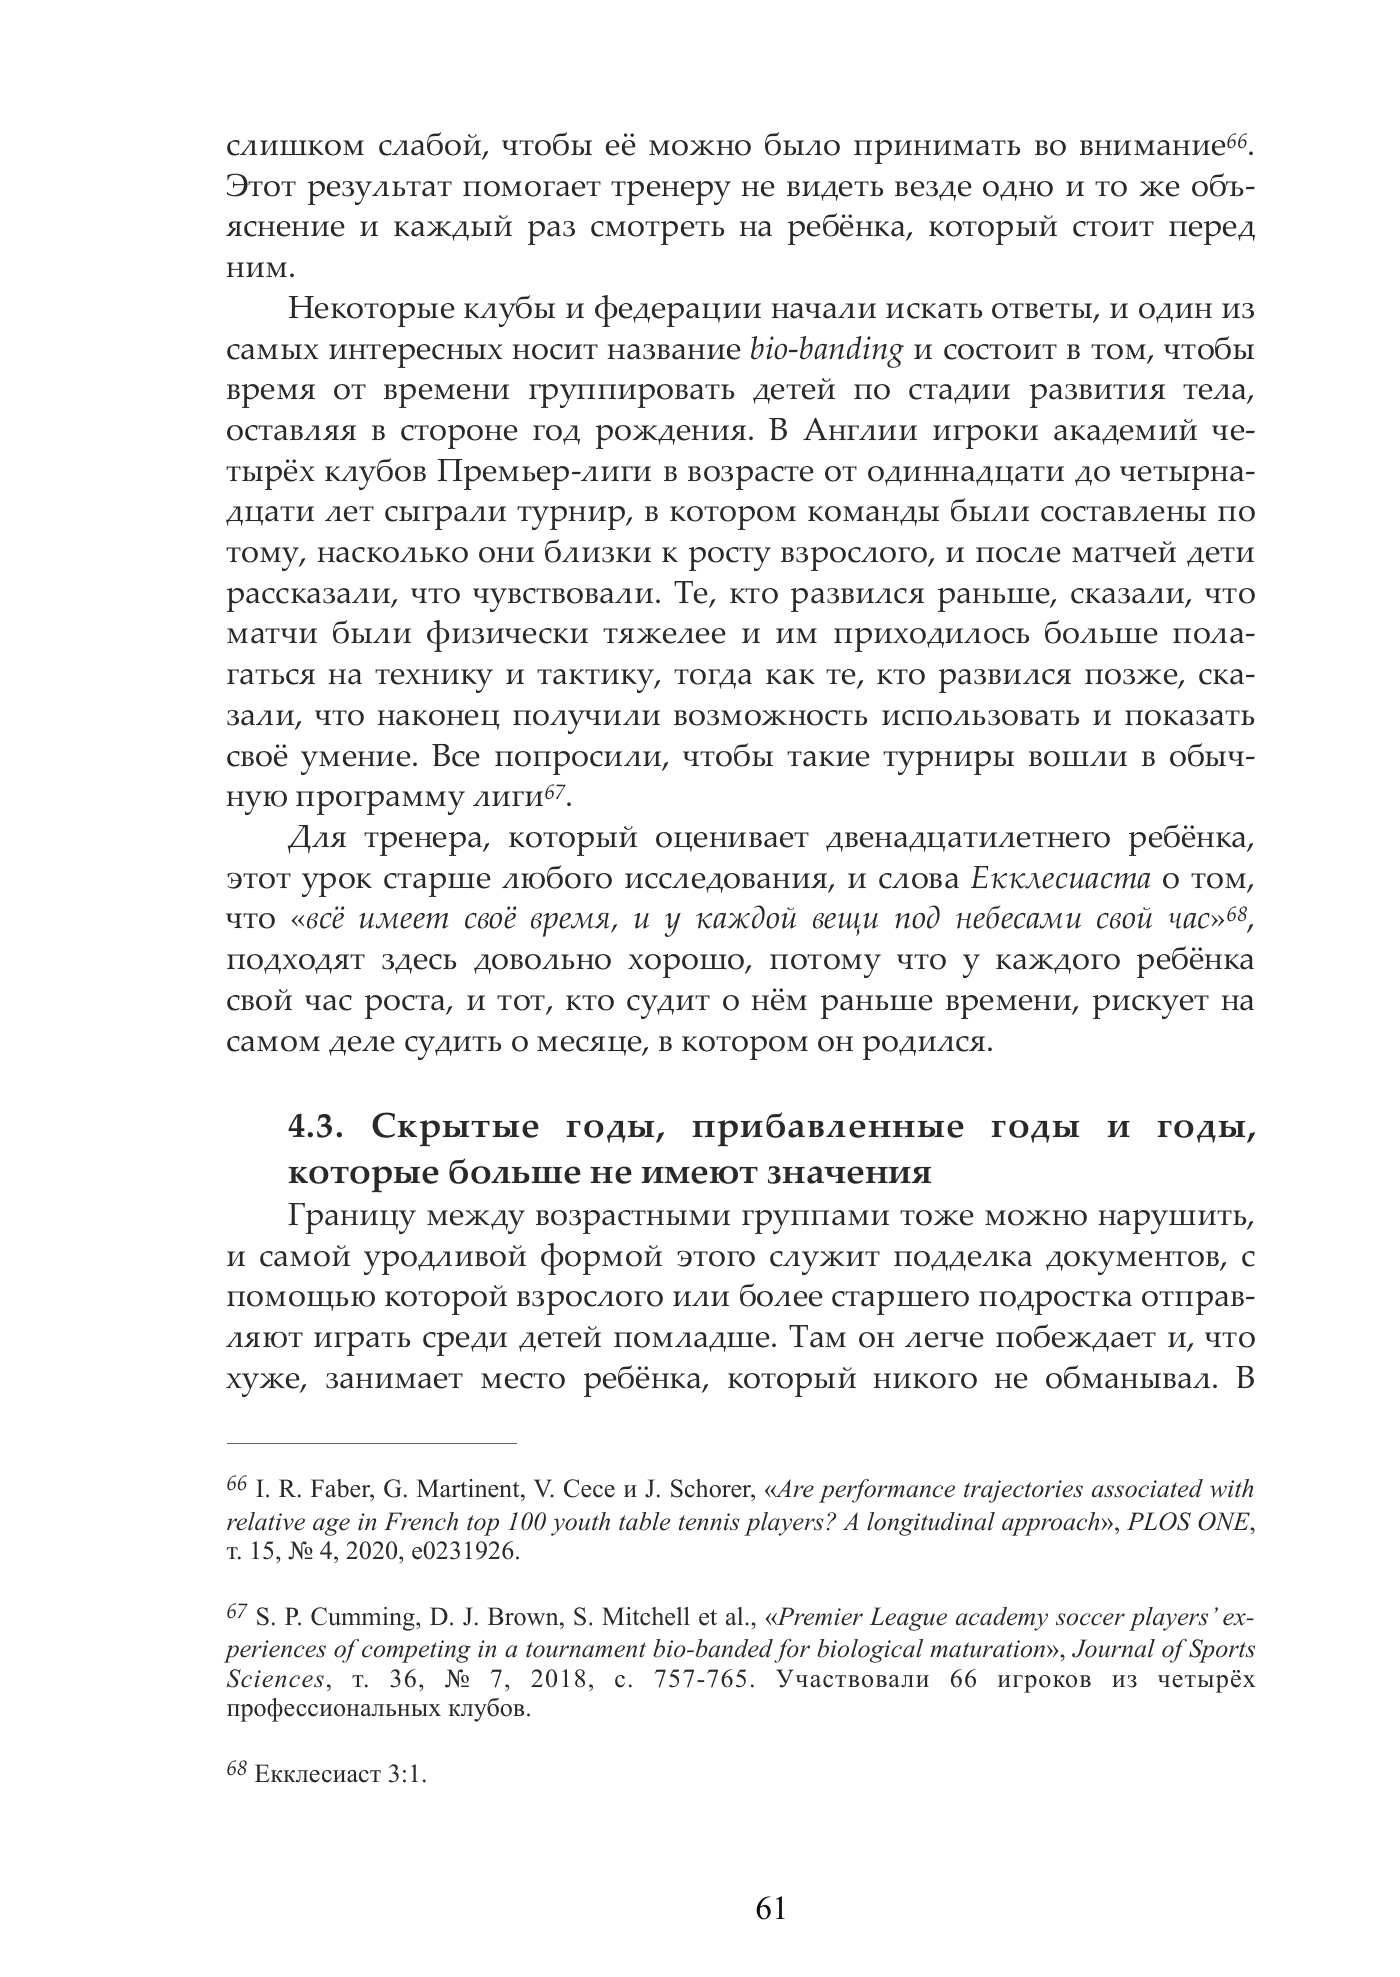 слишком слабой, чтобы её можно было принимать во внимание66.
Этот результат помогает тренеру не видеть везде одно и то же объ-
яснение и каждый раз смотреть на ребёнка, который стоит перед
ним.
Некоторые клубы и федерации начали искать ответы, и один из
самых интересных носит название bio-banding и состоит в том, чтобы
время от времени группировать детей по стадии развития тела,
оставляя в стороне год рождения. В Англии игроки академий че-
тырёх клубов Премьер-лиги в возрасте от одиннадцати до четырна-
дцати лет сыграли турнир, в котором команды были составлены по
тому, насколько они близки к росту взрослого, и после матчей дети
рассказали, что чувствовали. Те, кто развился раньше, сказали, что
матчи были физически тяжелее и им приходилось больше пола-
гаться на технику и тактику, тогда как те, кто развился позже, ска-
зали, что наконец получили возможность использовать и показать
своё умение. Все попросили, чтобы такие турниры вошли в обыч-
ную программу лиги67.
Для тренера, который оценивает двенадцатилетнего ребёнка,
этот урок старше любого исследования, и слова Екклесиаста о том,
что «всё имеет своё время, и у каждой вещи под небесами свой час»68,
подходят здесь довольно хорошо, потому что у каждого ребёнка
свой час роста, и тот, кто судит о нём раньше времени, рискует на
самом деле судить о месяце, в котором он родился.
4.3. Скрытые годы, прибавленные годы и годы,
которые больше не имеют значения
Границу между возрастными группами тоже можно нарушить,
и самой уродливой формой этого служит подделка документов, с
помощью которой взрослого или более старшего подростка отправ-
ляют играть среди детей помладше. Там он легче побеждает и, что
хуже, занимает место ребёнка, который никого не обманывал. В
66 I. R. Faber, G. Martinent, V. Cece и J. Schorer, «Are performance trajectories associated with
relative age in French top 100 youth table tennis players? A longitudinal approach», PLOS ONE,
т. 15, № 4, 2020, e0231926.
67 S. P. Cumming, D. J. Brown, S. Mitchell et al., «Premier League academy soccer players’ ex-
periences of competing in a tournament bio-banded for biological maturation», Journal of Sports
Sciences, т. 36, № 7, 2018, с. 757-765. Участвовали 66 игроков из четырёх
профессиональных клубов.
68 Екклесиаст 3:1.
61